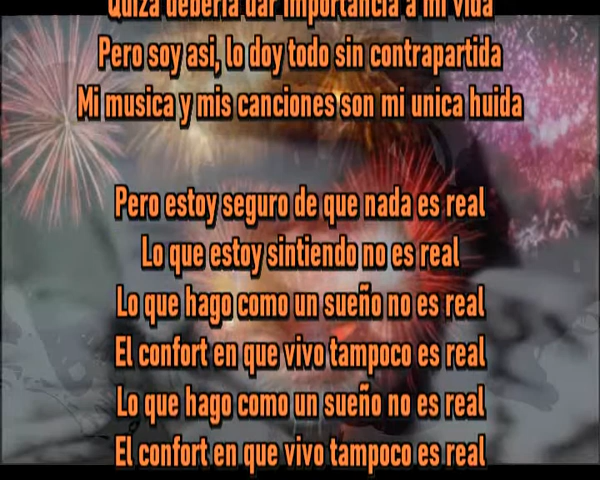 Quiza deberia dar importancia a mi vida
Pero soy asi, lo doy todo sin contrapartida
Mi musica y mis canciones son mi unica huida
Pero estoy seguro de que nada es real
Lo que estoy sintiendo no es real
Lo que hago como un sueño no es real
El confort en que vivo tampoco es real
Lo que hago como un sueño no es real
El confort en que vivo tampoco es real